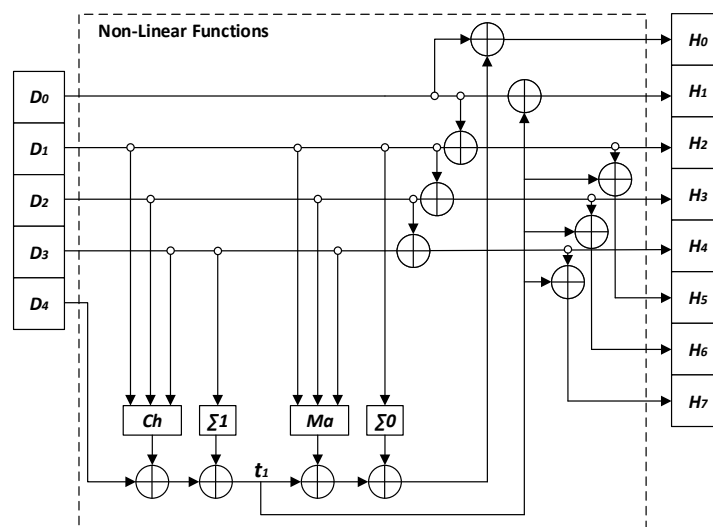 Non-Linear Functions
D₀
D₁
D₂
D₃
D₄
H₀
H₁
H₂
H₃
H₄
H₅
H₆
H₇
Ch
∑1
Ma
∑0
t₁